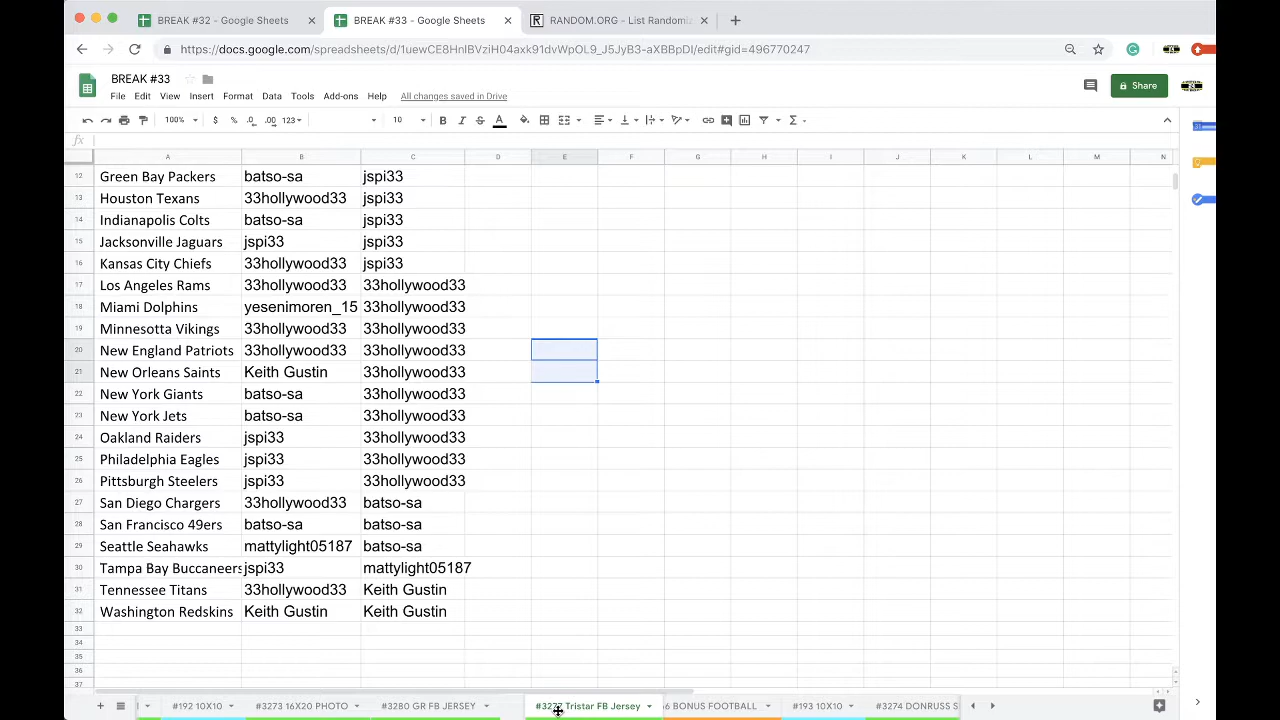 BREAK #32 - Google Sheets × BREAK #33 - Google Sheets × RANDOM.ORG - List Randomi × +
https://docs.google.com/spreadsheets/d/
BREAK #33
File Edit View Insert Format Data Tools Add-ons Help All changes saved in Drive
Share
100% $ % .0 .00 123 10 B I S A
fx
A B C D E F G H I J K L M N
12 Green Bay Packers batso-sa jspi33
13 Houston Texans 33hollywood33 jspi33
14 Indianapolis Colts batso-sa jspi33
15 Jacksonville Jaguars jspi33 jspi33
16 Kansas City Chiefs 33hollywood33 jspi33
17 Los Angeles Rams 33hollywood33 33hollywood33
18 Miami Dolphins yesenimoren_15 33hollywood33
19 Minnesotta Vikings 33hollywood33 33hollywood33
20 New England Patriots 33hollywood33 33hollywood33
21 New Orleans Saints Keith Gustin 33hollywood33
22 New York Giants batso-sa 33hollywood33
23 New York Jets batso-sa 33hollywood33
24 Oakland Raiders jspi33 33hollywood33
25 Philadelphia Eagles jspi33 33hollywood33
26 Pittsburgh Steelers jspi33 33hollywood33
27 San Diego Chargers 33hollywood33 batso-sa
28 San Francisco 49ers batso-sa batso-sa
29 Seattle Seahawks mattylight05187 batso-sa
30 Tampa Bay Buccaneers jspi33 mattylight05187
31 Tennessee Titans 33hollywood33 Keith Gustin
32 Washington Redskins Keith Gustin Keith Gustin
33
34
35
36
37
#192 10X10 #3273 16X20 PHOTO #3280 GR FB JERSEY Tristar FB Jersey 6 BONUS FOOTBALL #193 10X10 #3274 DONRUSS S